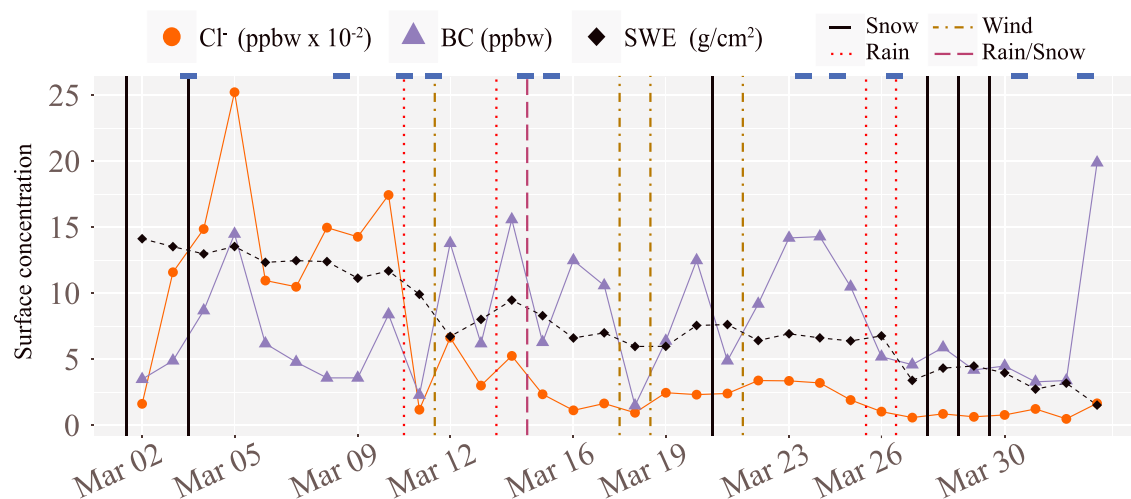 Cl⁻ (ppbw x 10⁻²) BC (ppbw) SWE (g/cm²)
Snow Wind
Rain Rain/Snow
Surface concentration
25
20
15
10
5
0
Mar 02 Mar 05 Mar 09 Mar 12 Mar 16 Mar 19 Mar 23 Mar 26 Mar 30